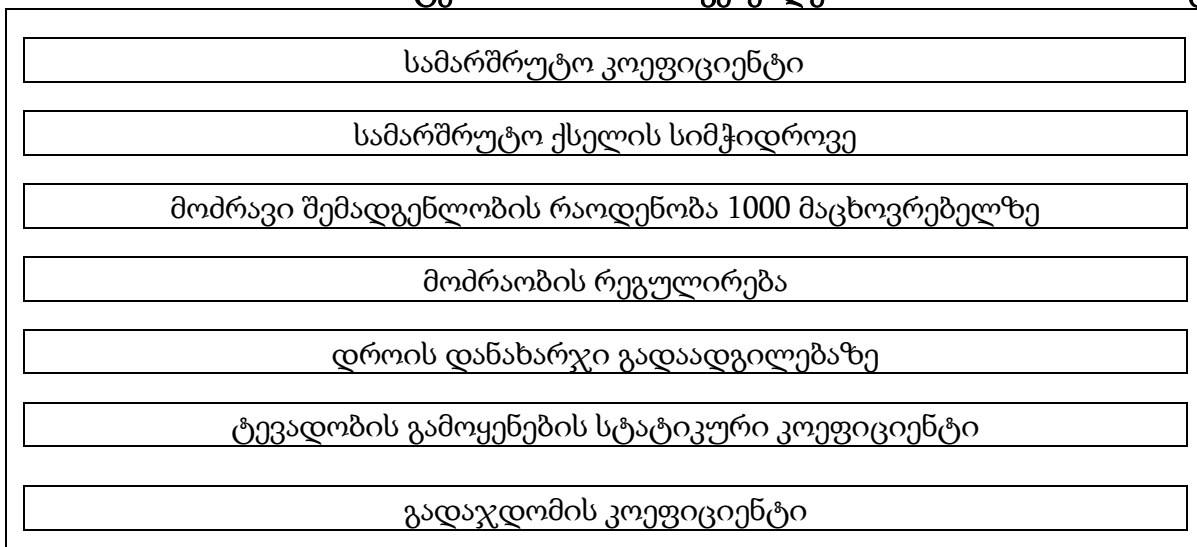 სამარშრუტო კოეფიციენტი
სამარშრუტო ქსელის სიმჭიდროვე
მოძრავი შემადგენლობის რაოდენობა 1000 მაცხოვრებელზე
მოძრაობის რეგულირება
დროის დანახარჯი გადაადგილებაზე
ტევადობის გამოყენების სტატიკური კოეფიციენტი
გადაჯდომის კოეფიციენტი